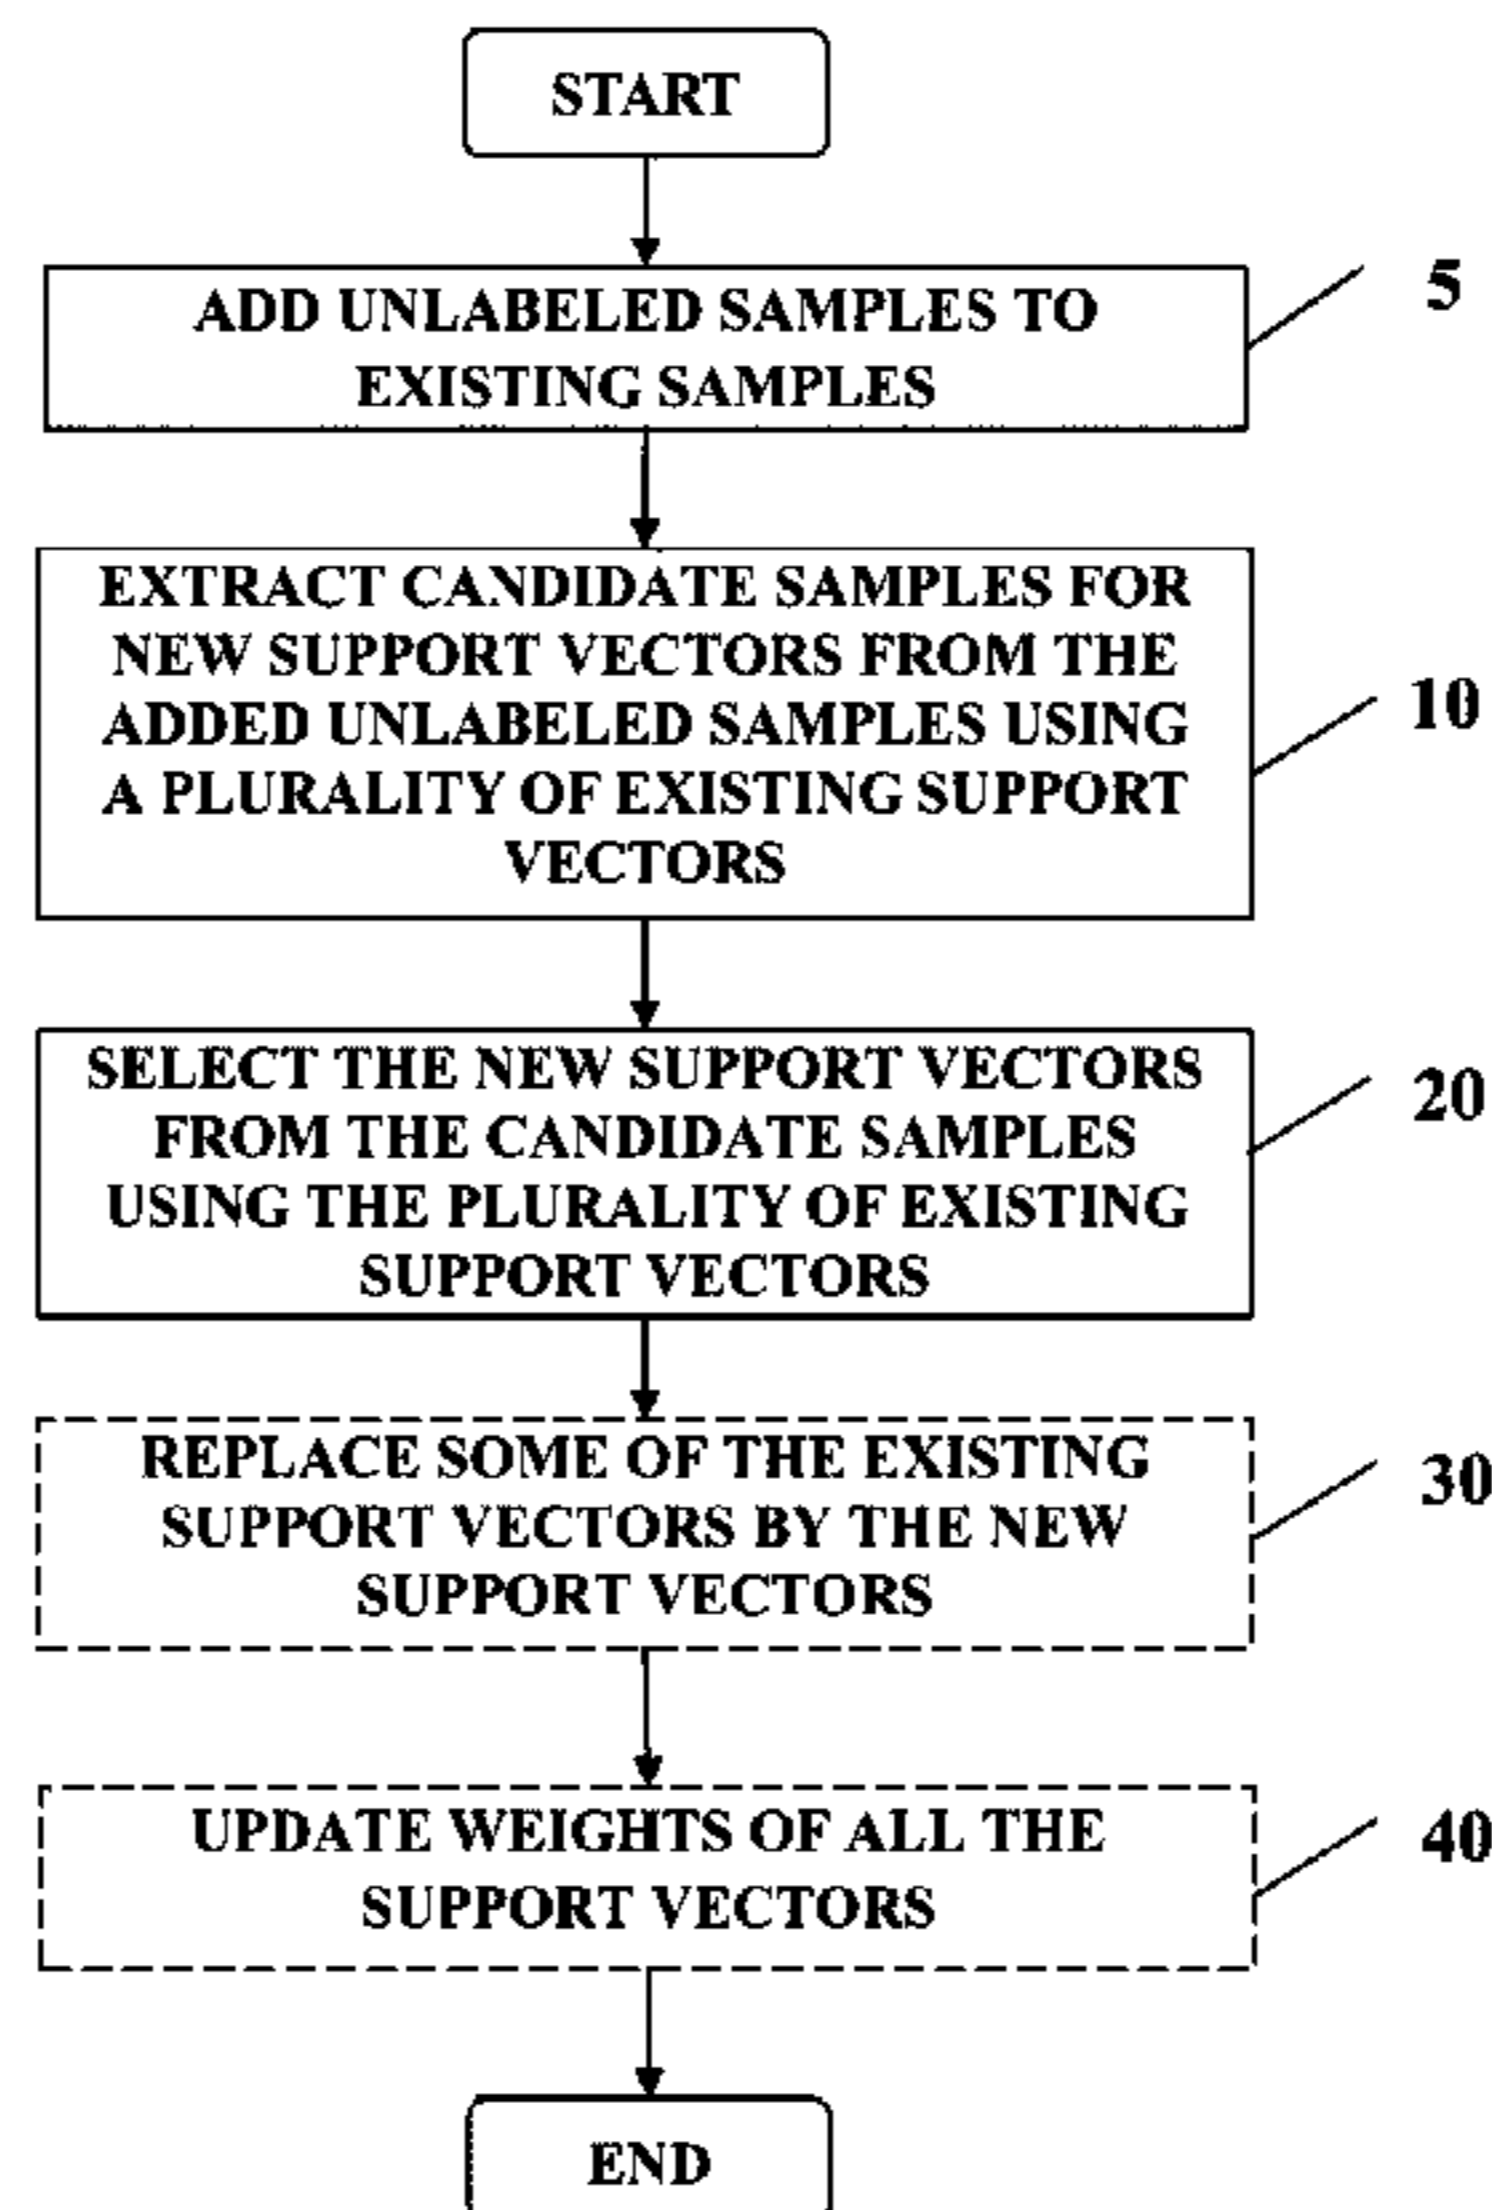 START
ADD UNLABELED SAMPLES TO
EXISTING SAMPLES
5
EXTRACT CANDIDATE SAMPLES FOR
NEW SUPPORT VECTORS FROM THE
ADDED UNLABELED SAMPLES USING
A PLURALITY OF EXISTING SUPPORT
VECTORS
10
SELECT THE NEW SUPPORT VECTORS
FROM THE CANDIDATE SAMPLES
USING THE PLURALITY OF EXISTING
SUPPORT VECTORS
20
REPLACE SOME OF THE EXISTING
SUPPORT VECTORS BY THE NEW
SUPPORT VECTORS
30
UPDATE WEIGHTS OF ALL THE
SUPPORT VECTORS
40
END